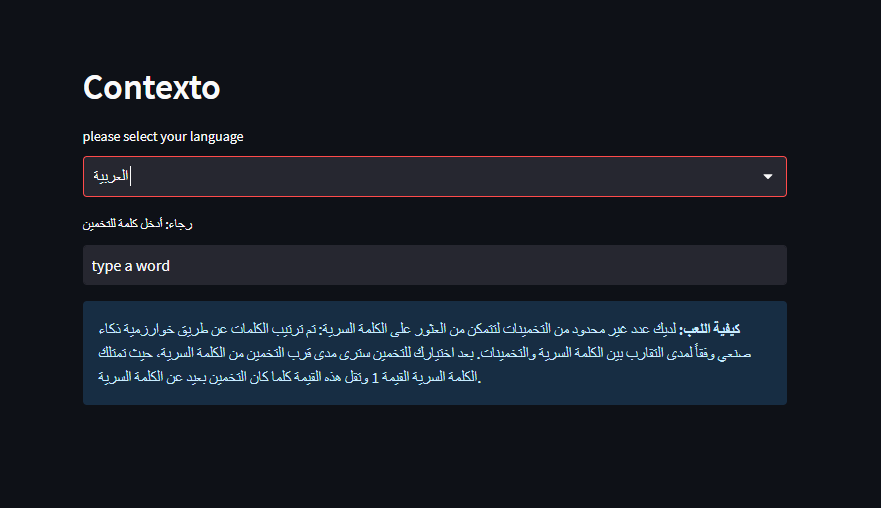 Contexto
please select your language
العربية
رجاء: أدخل كلمة للتخمين
type a word
كيفية اللعب: لديك عدد غير محدود من التخمينات لتتمكن من العثور على الكلمة السرية: تم ترتيب الكلمات عن طريق خوارزمية ذكاء
صنعي وفقاً لمدى التقارب بين الكلمة السرية والتخمينات. بعد اختيارك للتخمين سترى مدى قرب التخمين من الكلمة السرية، حيث تمتلك
الكلمة السرية القيمة 1 وتقل هذه القيمة كلما كان التخمين بعيد عن الكلمة السرية.